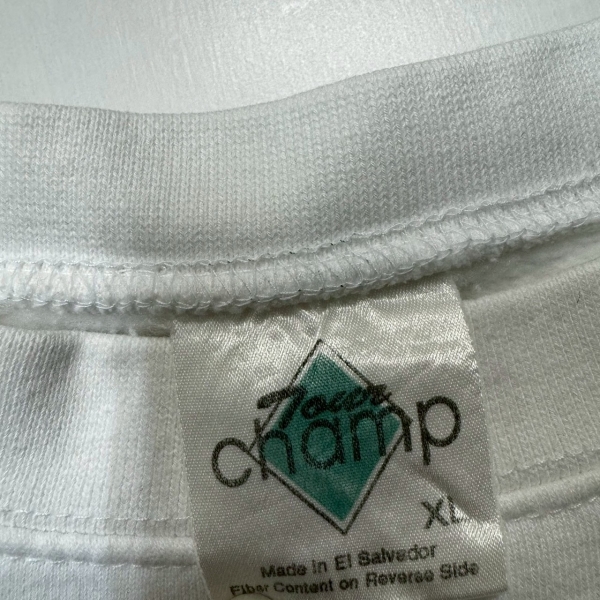 Tour
champ
XL
Made in El Salvador
Fiber Content on Reverse Side